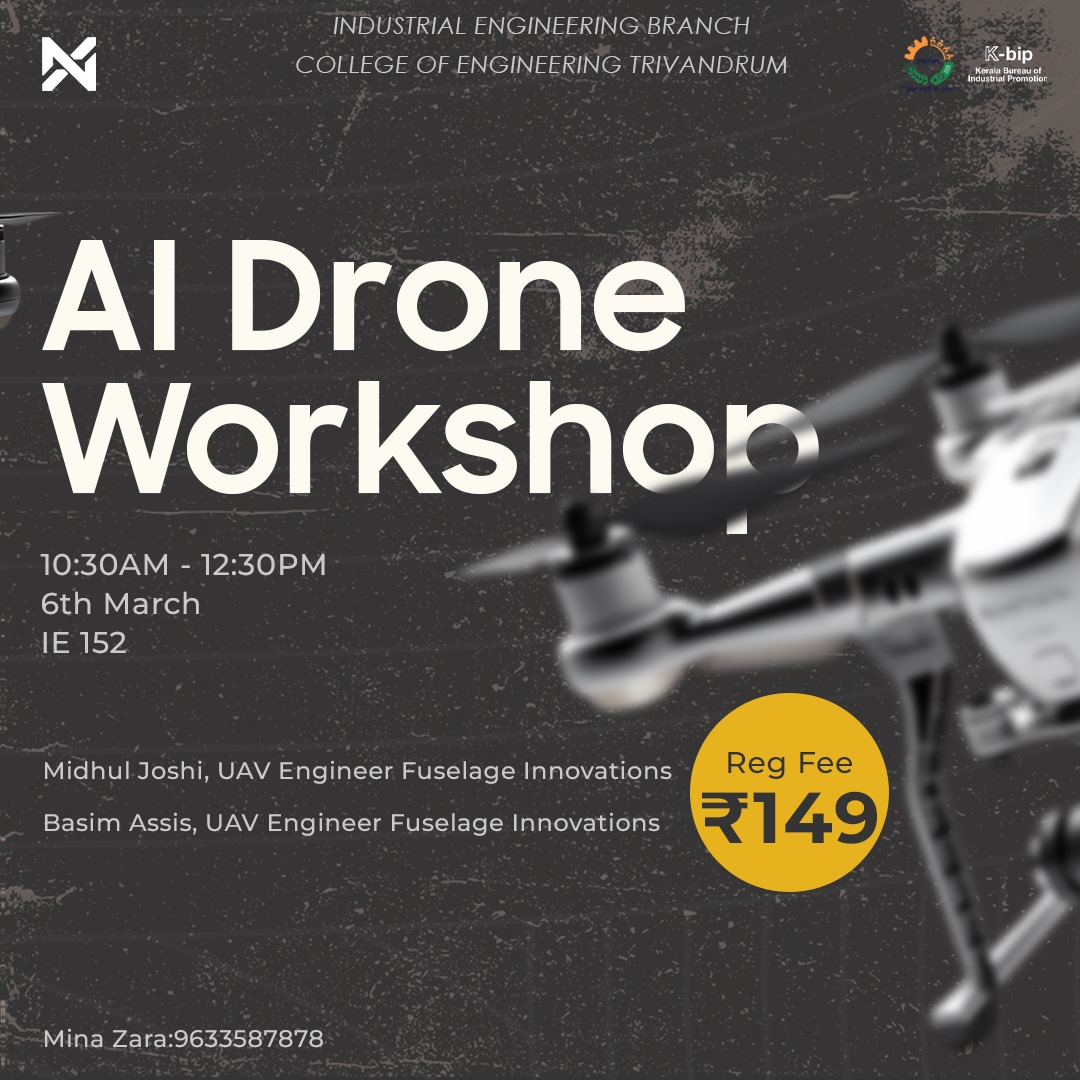 INDUSTRIAL ENGINEERING BRANCH
COLLEGE OF ENGINEERING TRIVANDRUM
K-bip
Kerala Bureau of
Industrial Promotion
AI Drone
Workshop
10:30AM - 12:30PM
6th March
IE 152
Midhul Joshi, UAV Engineer Fuselage Innovations
Basim Assis, UAV Engineer Fuselage Innovations
Reg Fee
₹149
Mina Zara:9633587878